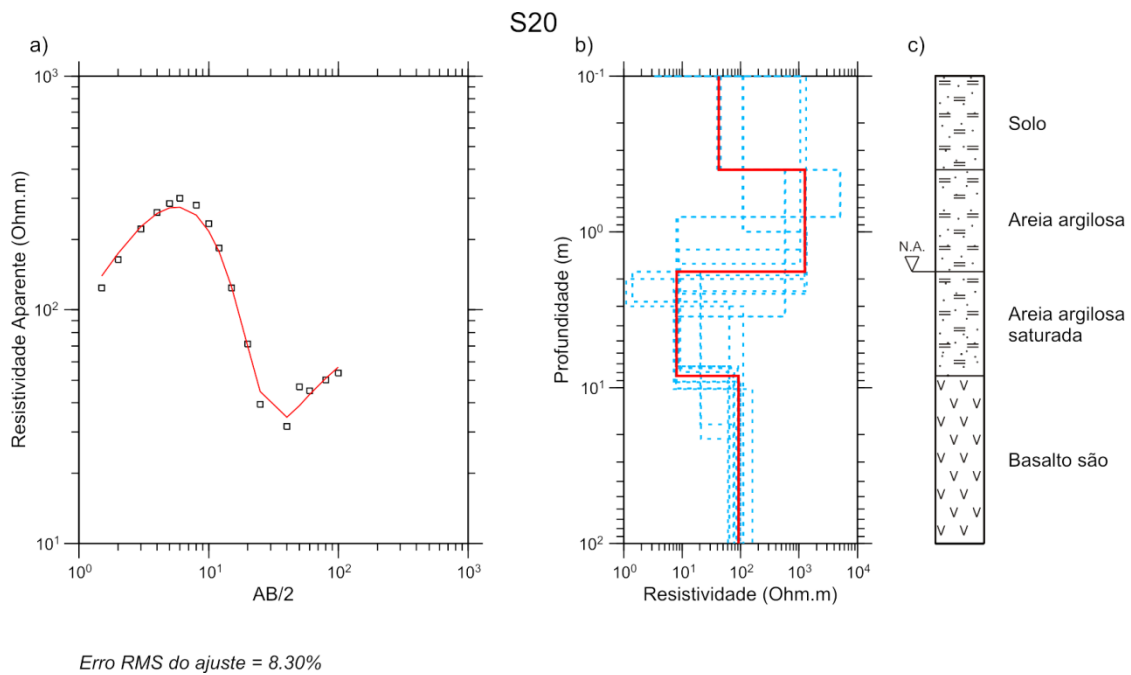 S20
a)
b)
c)
Resistividade Aparente (Ohm.m)
10³
10²
10¹
10⁰
10¹
10²
10³
AB/2
Profundidade (m)
10⁻¹
10⁰
10¹
10²
10⁰
10¹
10²
10³
10⁴
Resistividade (Ohm.m)
N.A.
Solo
Areia argilosa
Areia argilosa
saturada
Basalto são
Erro RMS do ajuste = 8.30%